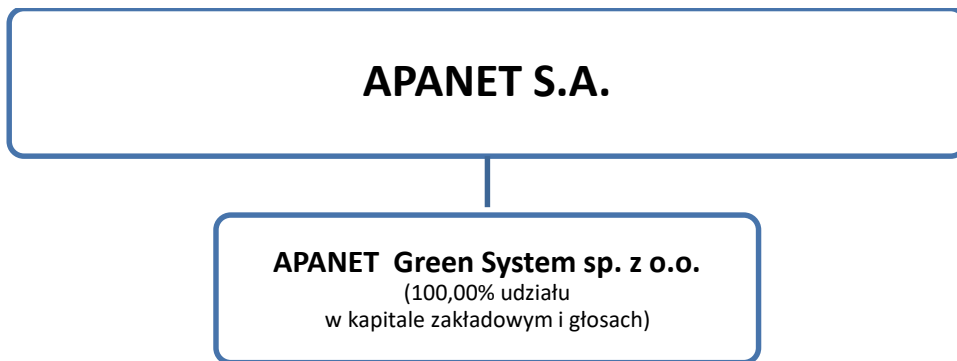 APANET S.A.
APANET Green System sp. z o.o.
(100,00% udziału
w kapitale zakładowym i głosach)